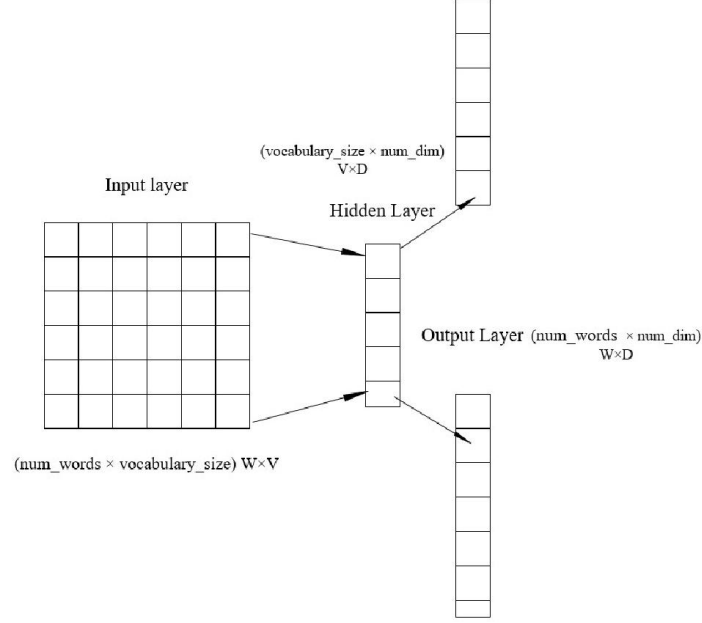 (vocabulary_size × num_dim)
V×D
Input layer
Hidden Layer
Output Layer (num_words × num_dim)
W×D
(num_words × vocabulary_size) W×V